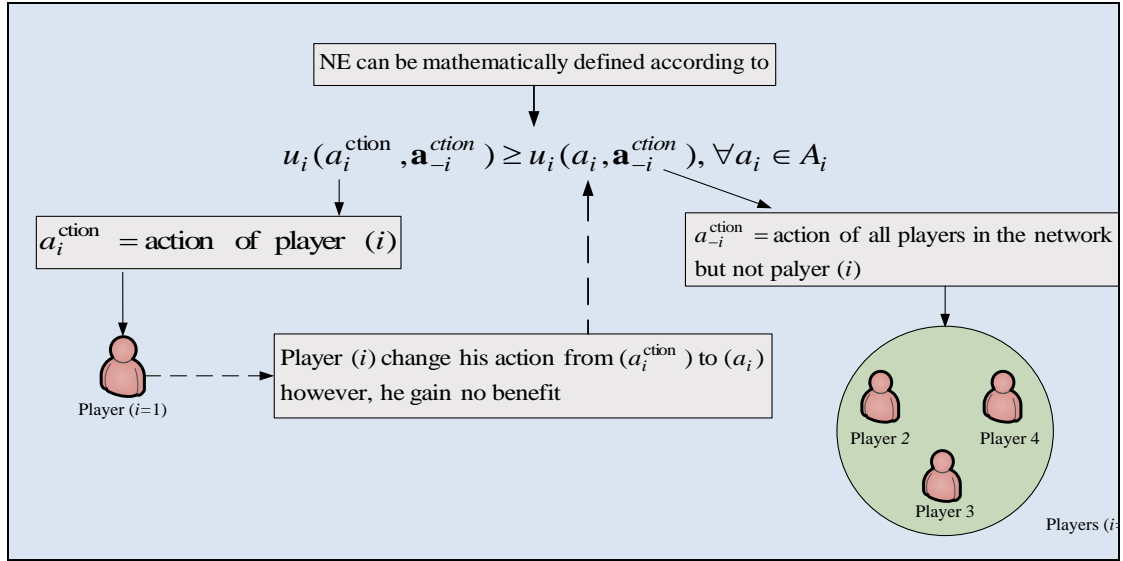 NE can be mathematically defined according to
u_i(a_i^{ction}, a_{-i}^{ction}) ≥ u_i(a_i, a_{-i}^{ction}), ∀a_i ∈ A_i
a_i^{ction} = action of player (i)
a_{-i}^{ction} = action of all players in the network
but not palyer (i)
Player (i) change his action from (a_i^{ction}) to (a_i)
however, he gain no benefit
Player (i=1)
Player 2
Player 4
Player 3
Players (i=